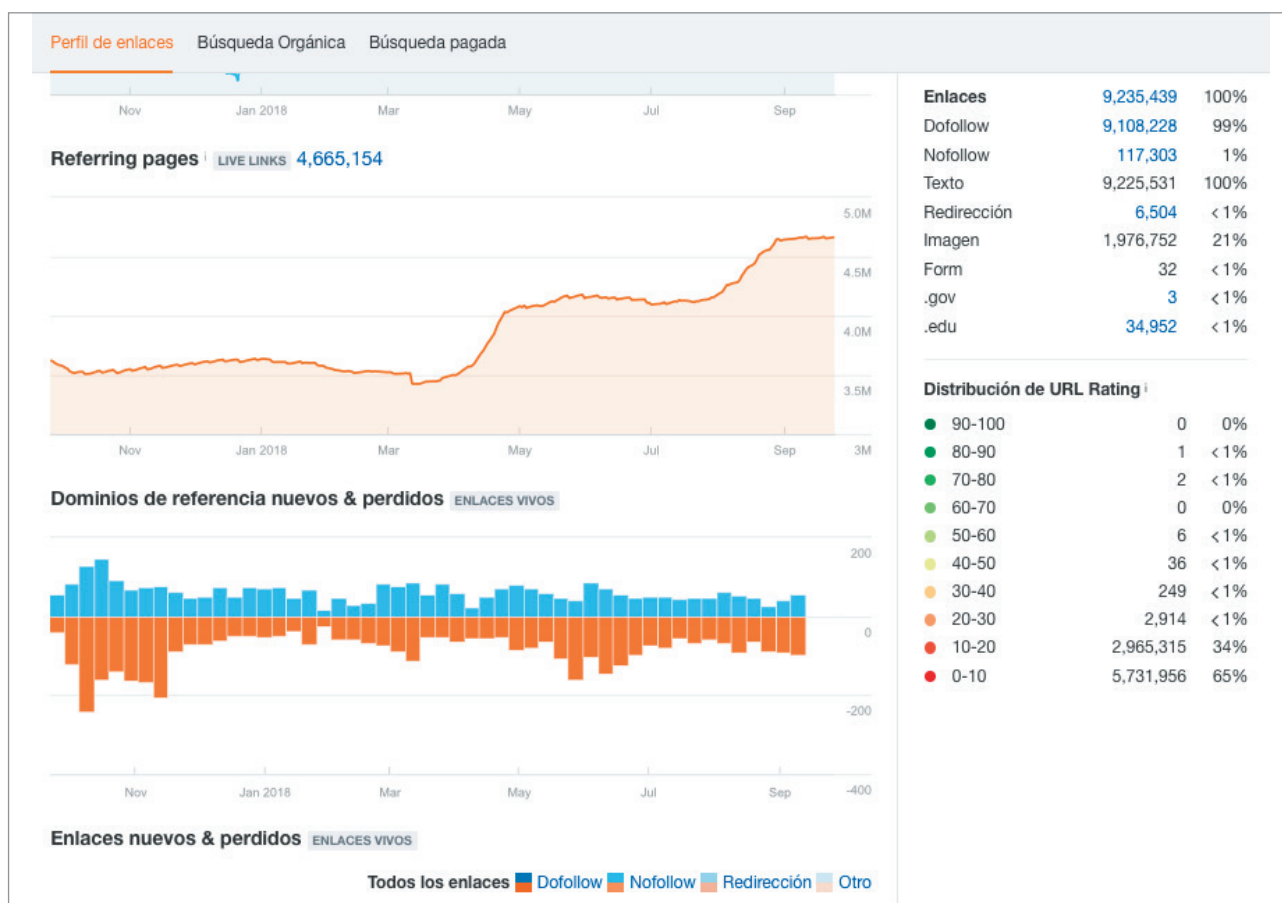 Perfil de enlaces Búsqueda Orgánica Búsqueda pagada
Nov Jan 2018 Mar May Jul Sep
Referring pages i LIVE LINKS 4,665,154
5.0M
4.5M
4.0M
3.5M
Nov Jan 2018 Mar May Jul Sep 3M
Dominios de referencia nuevos & perdidos ENLACES VIVOS
200
0
-200
Nov Jan 2018 Mar May Jul Sep -400
Enlaces nuevos & perdidos ENLACES VIVOS
Todos los enlaces Dofollow Nofollow Redirección Otro
Enlaces 9,235,439 100%
Dofollow 9,108,228 99%
Nofollow 117,303 1%
Texto 9,225,531 100%
Redirección 6,504 <1%
Imagen 1,976,752 21%
Form 32 <1%
.gov 3 <1%
.edu 34,952 <1%
Distribución de URL Rating i
90-100 0 0%
80-90 1 <1%
70-80 2 <1%
60-70 0 0%
50-60 6 <1%
40-50 36 <1%
30-40 249 <1%
20-30 2,914 <1%
10-20 2,965,315 34%
0-10 5,731,956 65%